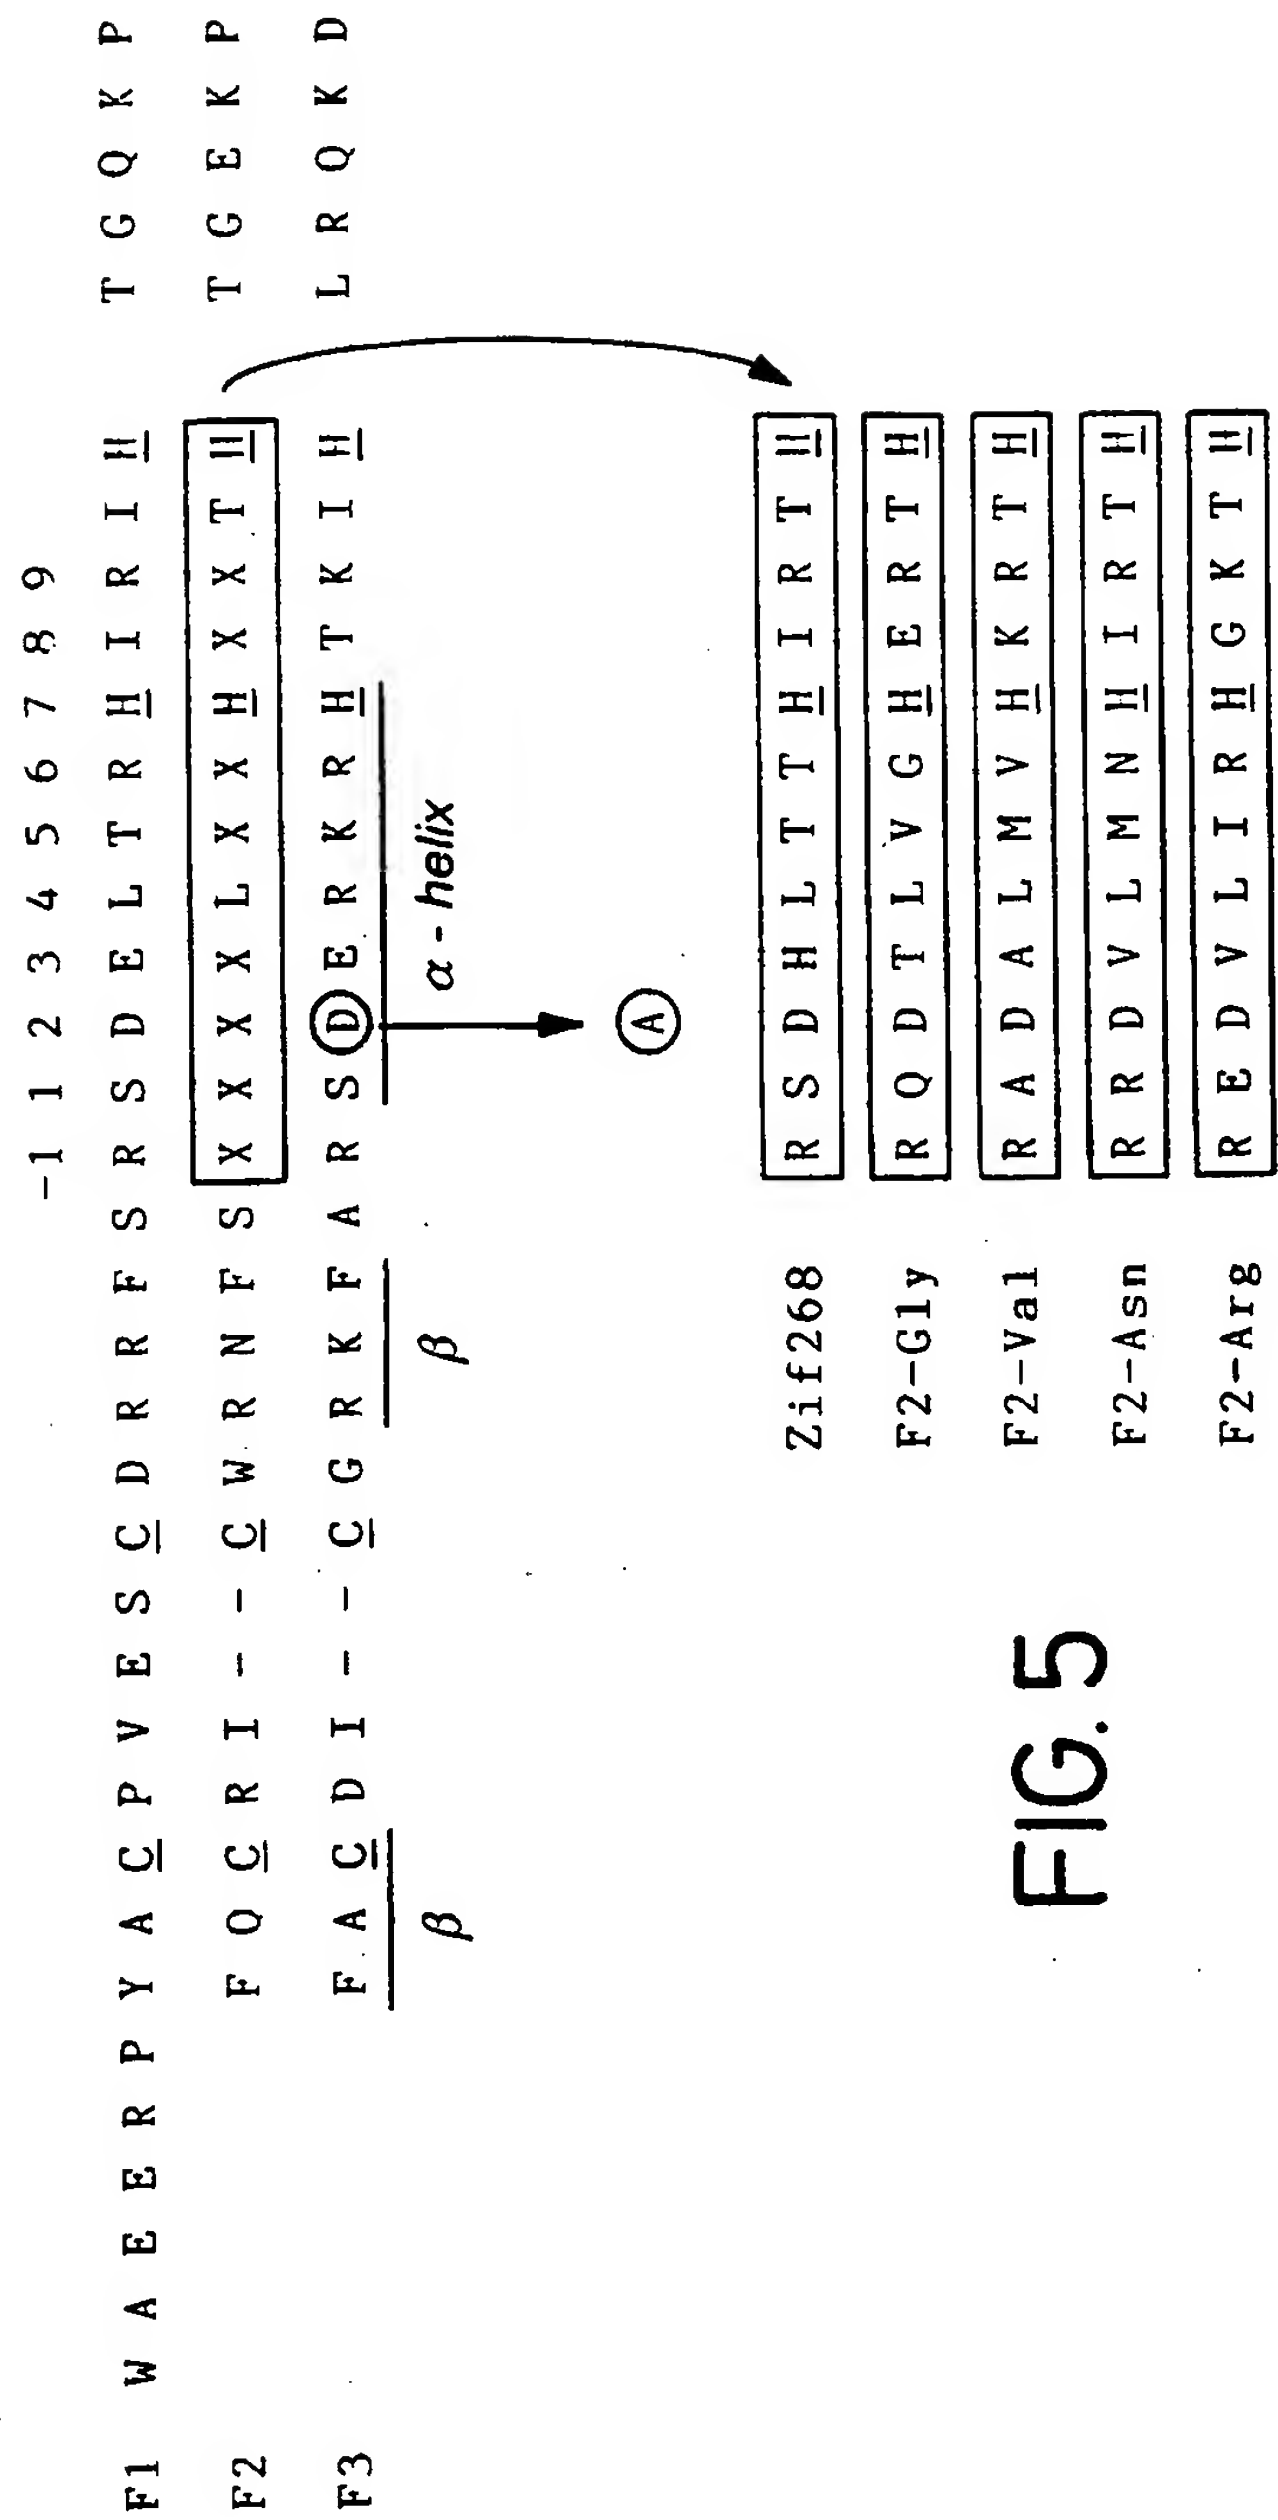 -1 1 2 3 4 5 6 7 8 9
F1 W A E E R P Y A C P V E S C D R R F S R S D E L T R H I R I H T G Q K P
F2 F Q C R I - - C W R N F S X X X X L X X H X X T H T G E K P
F3 F A C D I - - C G R K F A R S D E R K R H T K I H L R Q K D
β β α-helix
A
Zif268 R S D H L T T H I R T H
F2-Gly R Q D T L V G H E R T H
F2-Val R A D A L M V H K R T H
F2-Asn R R D V L M N H I R T H
F2-Arg R E D V L I R H G K T H
FIG. 5